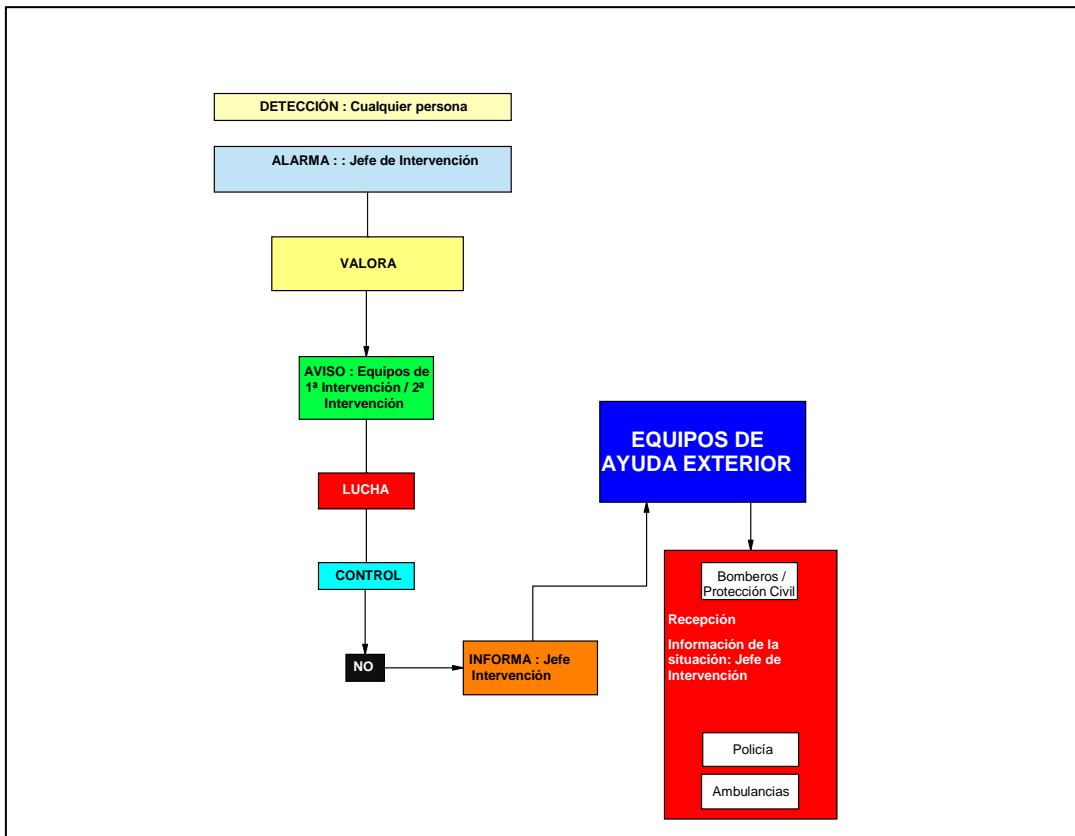 DETECCIÓN : Cualquier persona
ALARMA : : Jefe de Intervención
VALORA
AVISO : Equipos de
1ª Intervención / 2ª
Intervención
LUCHA
CONTROL
NO
INFORMA : Jefe
Intervención
EQUIPOS DE
AYUDA EXTERIOR
Bomberos /
Protección Civil
Recepción
Información de la
situación: Jefe de
Intervención
Policía
Ambulancias